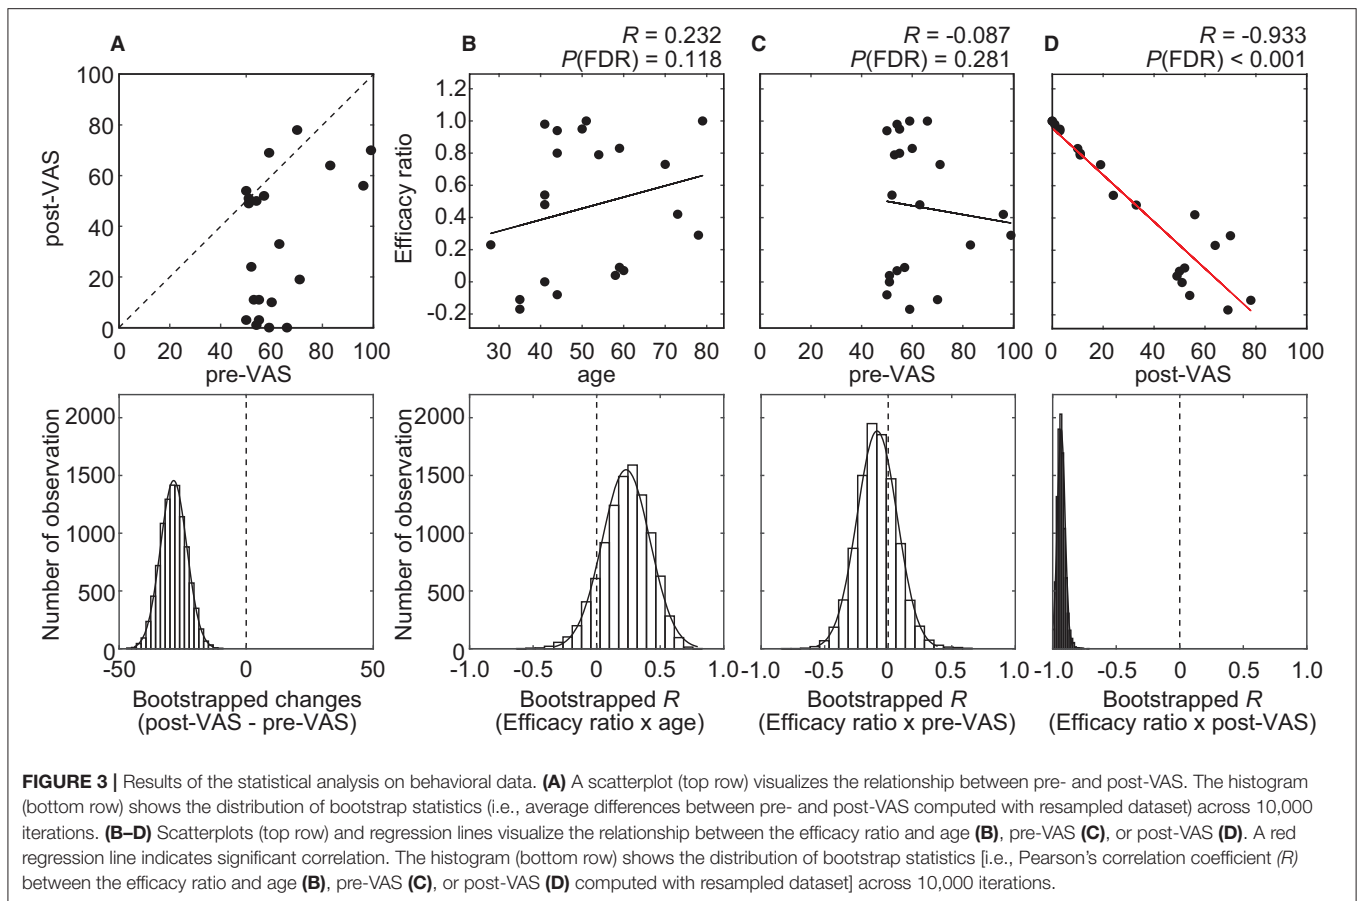 A
B
R = 0.232
P(FDR) = 0.118
C
R = -0.087
P(FDR) = 0.281
D
R = -0.933
P(FDR) < 0.001
100
80
60
40
20
0
post-VAS
0 20 40 60 80 100
pre-VAS
1.2
1.0
0.8
0.6
0.4
0.2
0
-0.2
Efficacy ratio
30 40 50 60 70 80
age
0 20 40 60 80 100
pre-VAS
0 20 40 60 80 100
post-VAS
2000
1500
1000
500
0
Number of observation
-50 0 50
Bootstrapped changes
(post-VAS - pre-VAS)
2000
1500
1000
500
0
Number of observation
-1.0 -0.5 0 0.5 1.0
Bootstrapped R
(Efficacy ratio x age)
-1.0 -0.5 0 0.5 1.0
Bootstrapped R
(Efficacy ratio x pre-VAS)
-1.0 -0.5 0 0.5 1.0
Bootstrapped R
(Efficacy ratio x post-VAS)
FIGURE 3 | Results of the statistical analysis on behavioral data. (A) A scatterplot (top row) visualizes the relationship between pre- and post-VAS. The histogram
(bottom row) shows the distribution of bootstrap statistics (i.e., average differences between pre- and post-VAS computed with resampled dataset) across 10,000
iterations. (B–D) Scatterplots (top row) and regression lines visualize the relationship between the efficacy ratio and age (B), pre-VAS (C), or post-VAS (D). A red
regression line indicates significant correlation. The histogram (bottom row) shows the distribution of bootstrap statistics [i.e., Pearson's correlation coefficient (R)
between the efficacy ratio and age (B), pre-VAS (C), or post-VAS (D) computed with resampled dataset] across 10,000 iterations.